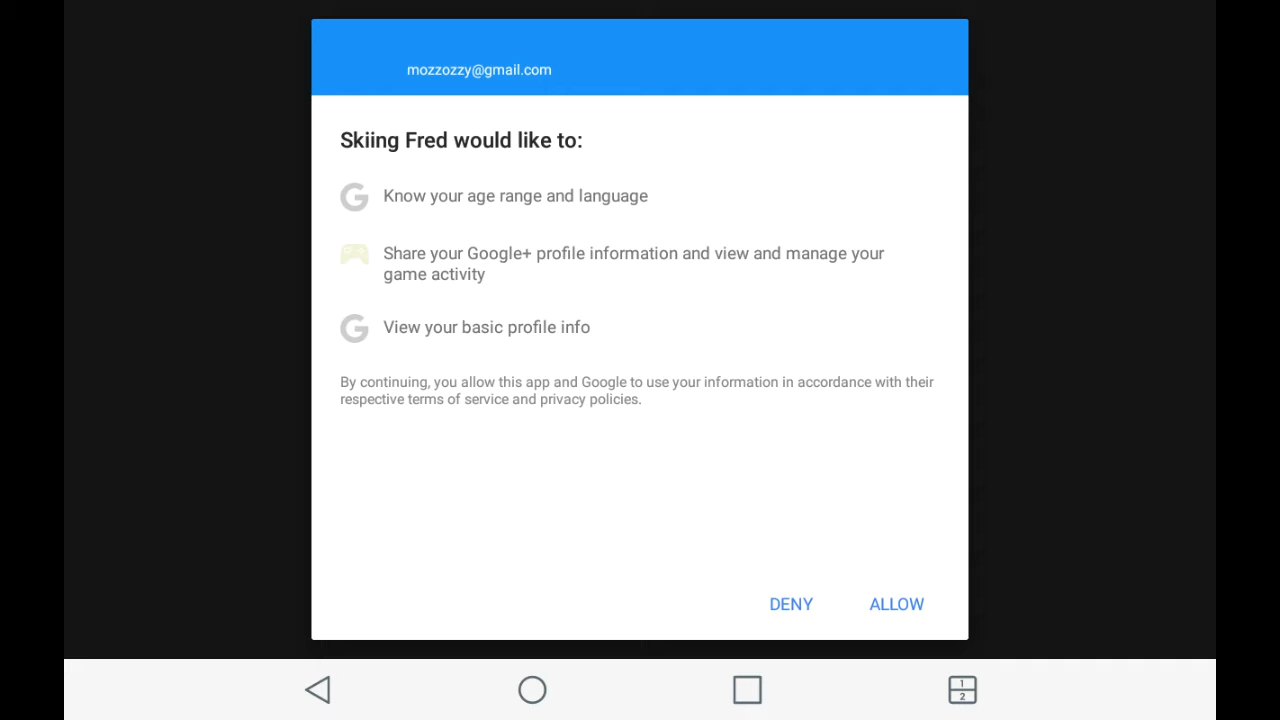 mozzozzy@gmail.com
Skiing Fred would like to:
Know your age range and language
Share your Google+ profile information and view and manage your
game activity
View your basic profile info
By continuing, you allow this app and Google to use your information in accordance with their
respective terms of service and privacy policies.
DENY ALLOW
1
2